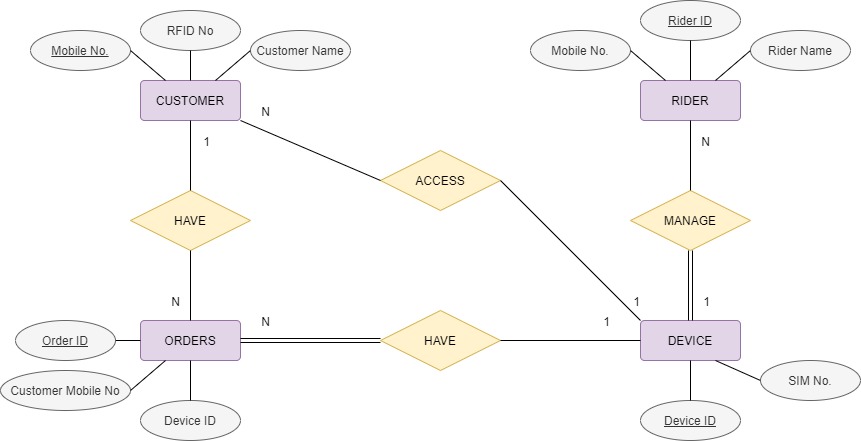 Rider ID
RFID No
Mobile No.
Customer Name
Mobile No.
Rider Name
CUSTOMER
RIDER
N
1
N
ACCESS
HAVE
MANAGE
N
N
1
1
1
Order ID
ORDERS
HAVE
DEVICE
Customer Mobile No
SIM No.
Device ID
Device ID